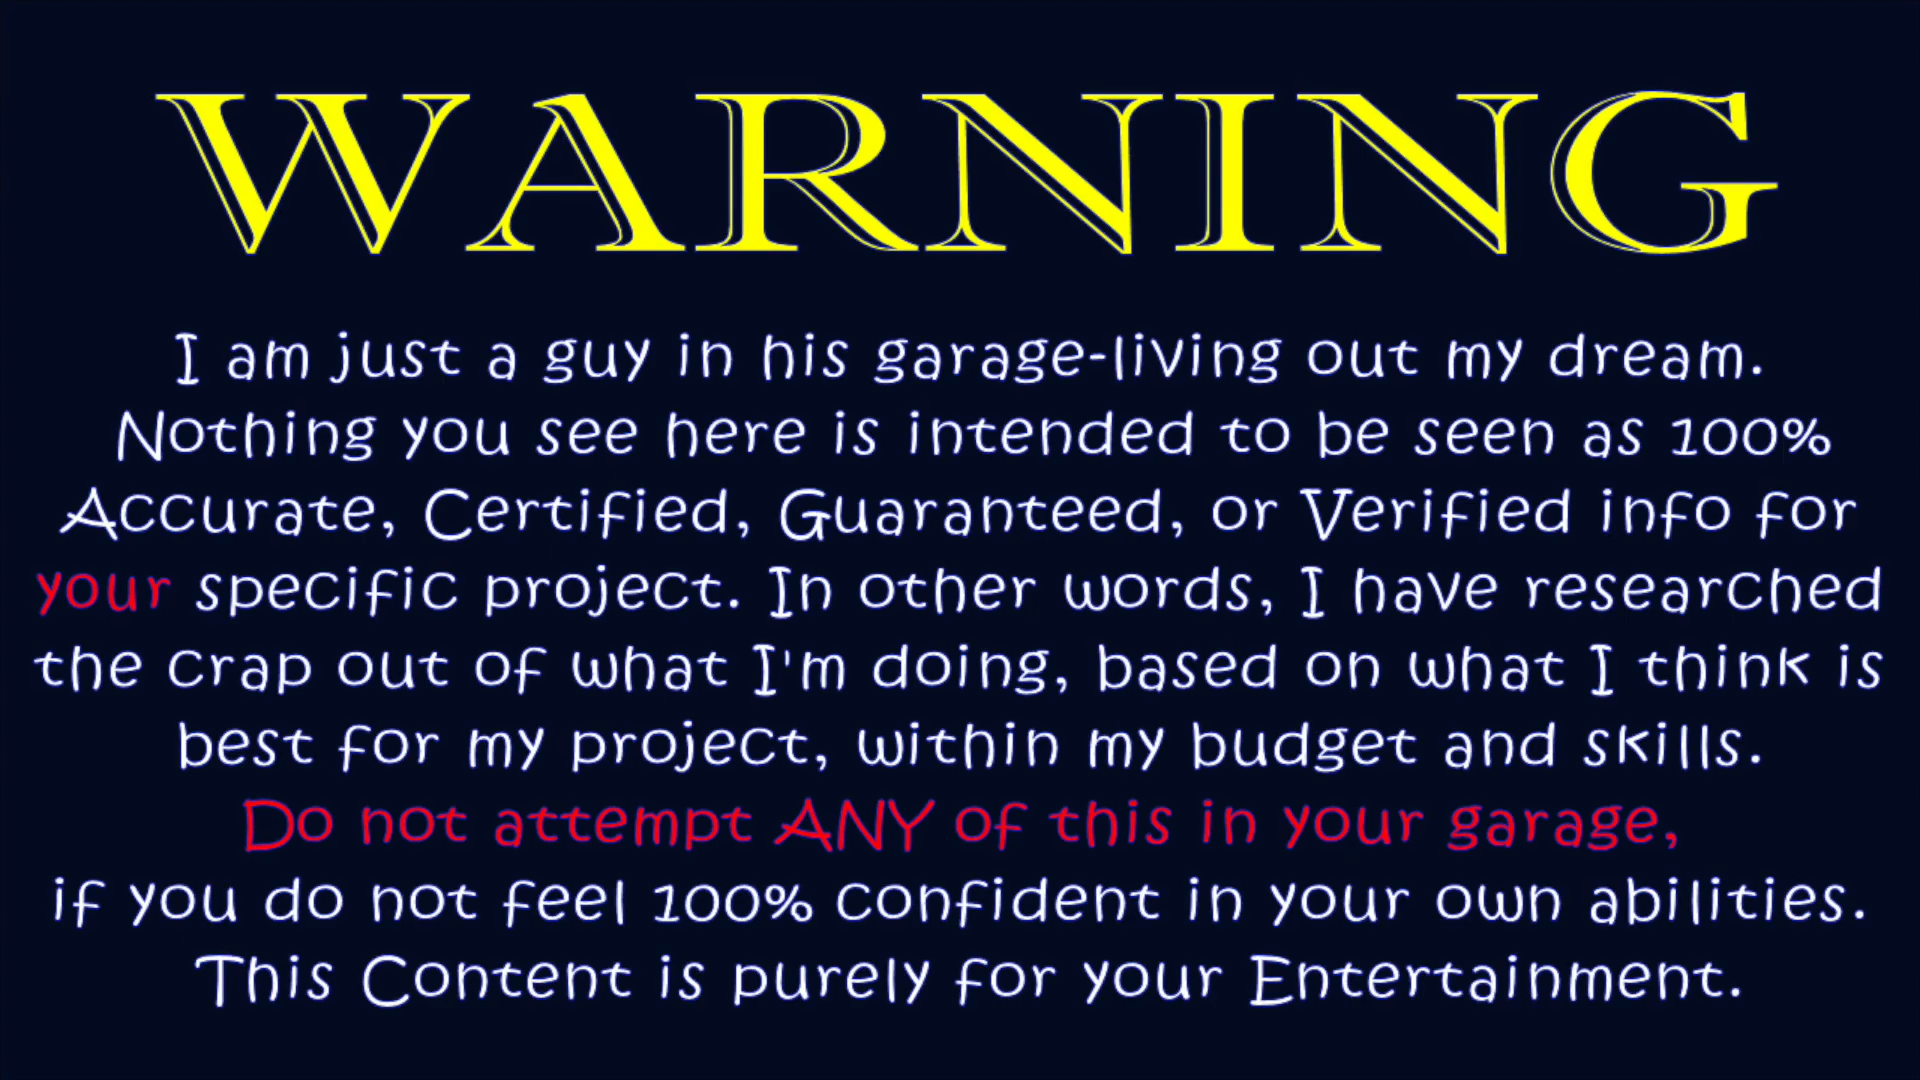 WARNING
I am just a guy in his garage-living out my dream.
Nothing you see here is intended to be seen as 100%
Accurate, Certified, Guaranteed, or Verified info for
your specific project. In other words, I have researched
the crap out of what I'm doing, based on what I think is
best for my project, within my budget and skills.
Do not attempt ANY of this in your garage,
if you do not feel 100% confident in your own abilities.
This Content is purely for your Entertainment.